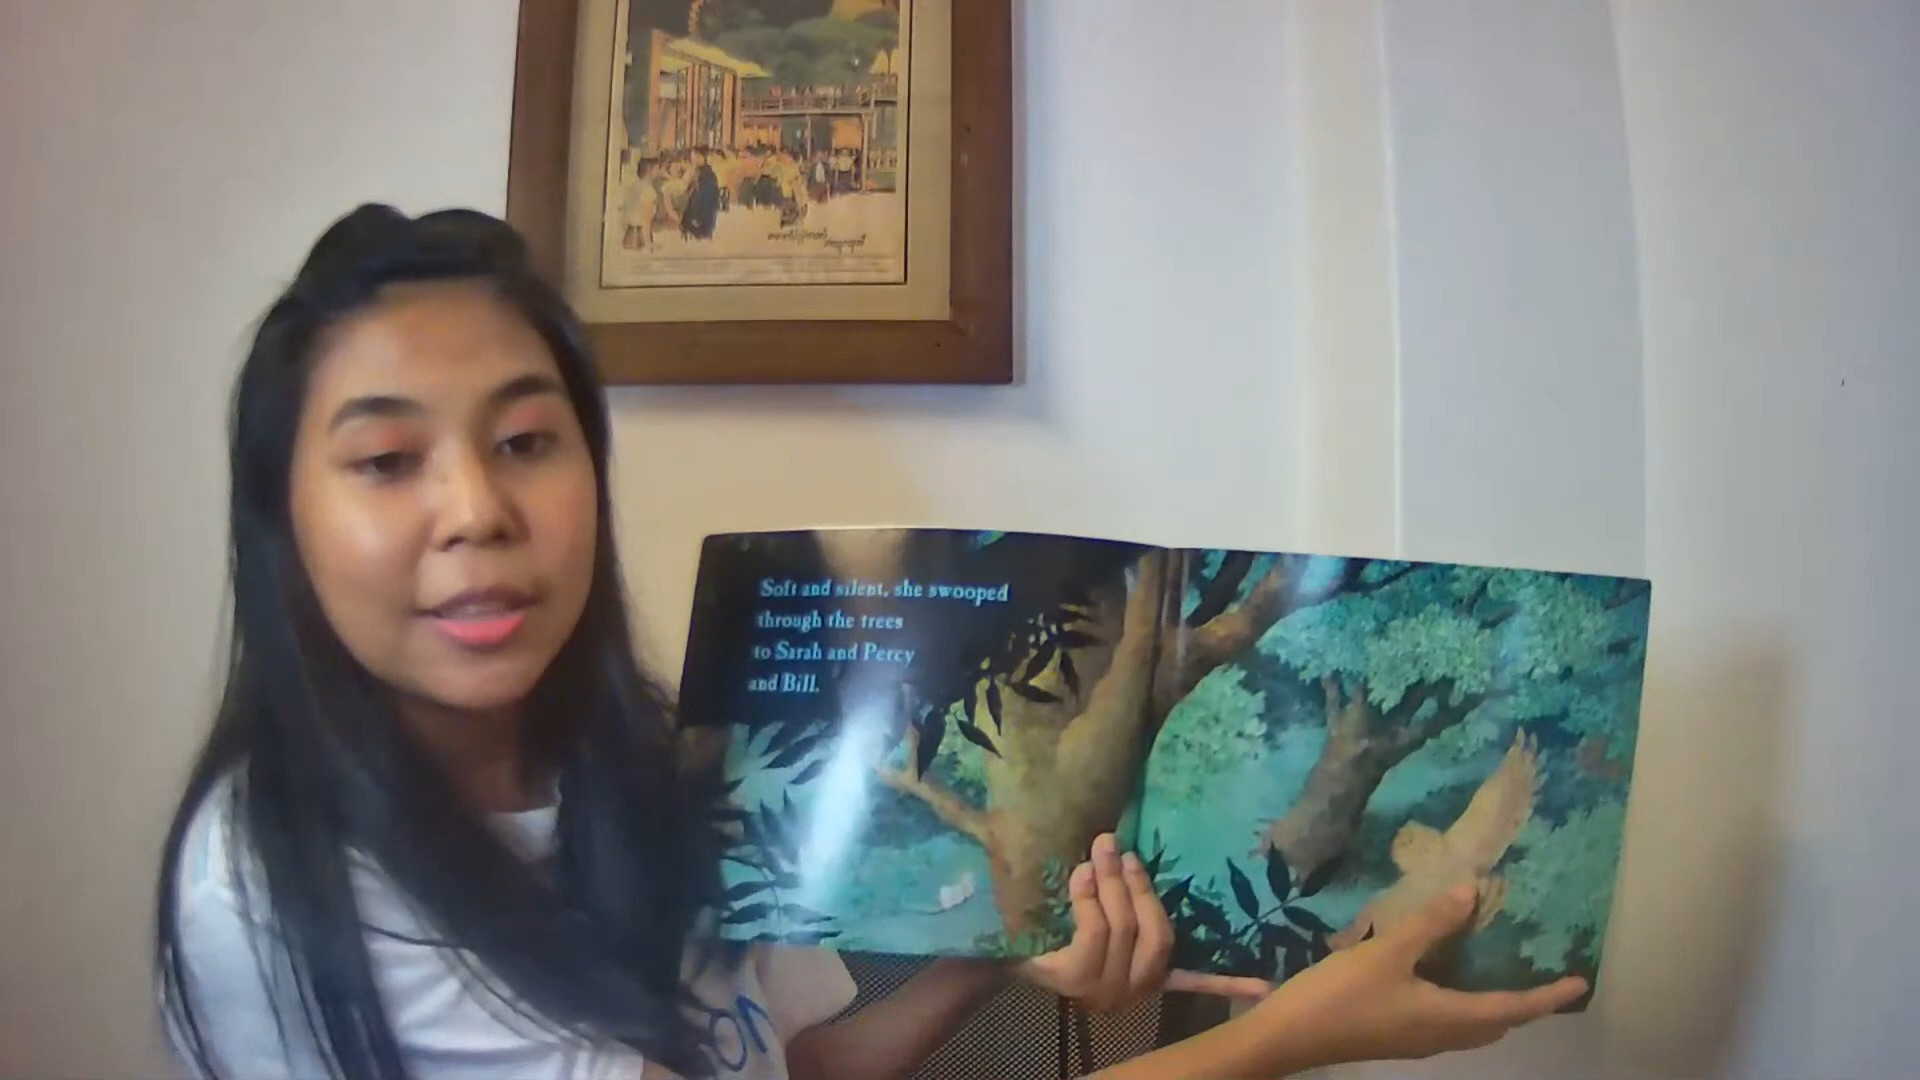 Soft and silent, she swooped
through the trees
to Sarah and Percy
and Bill.